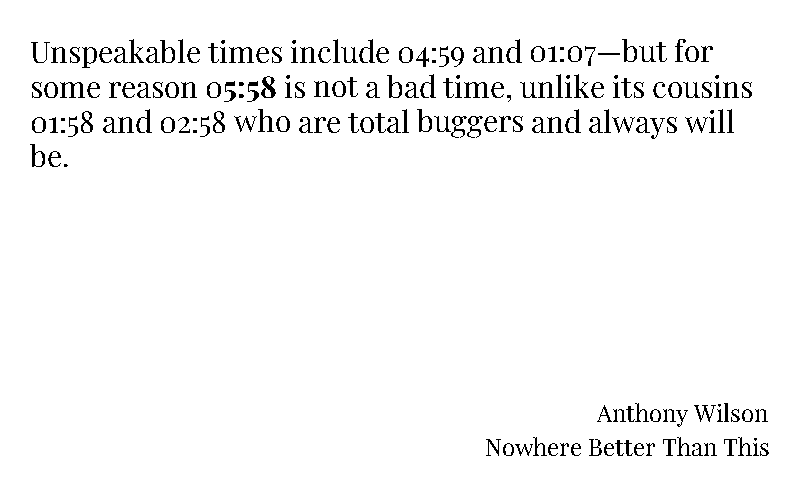 Unspeakable times include 04:59 and 01:07—but for
some reason 05:58 is not a bad time, unlike its cousins
01:58 and 02:58 who are total buggers and always will
be.
Anthony Wilson
Nowhere Better Than This